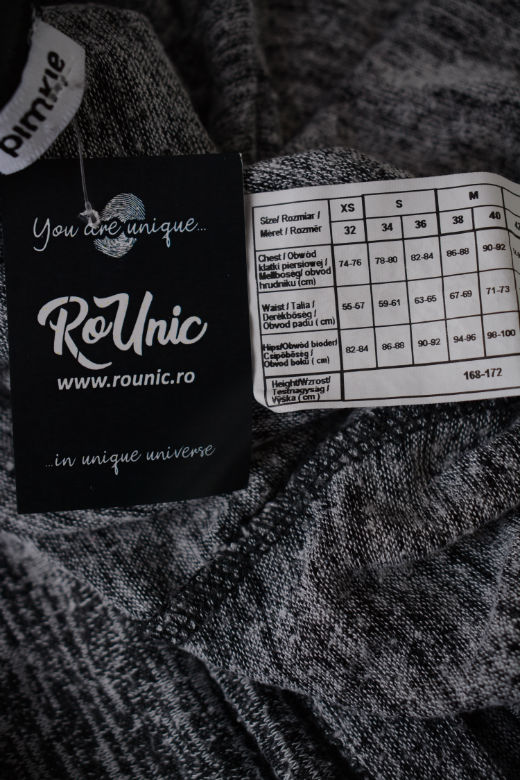 pimkie
You are unique...
RoUnic
www.rounic.ro
...in unique universe
Size/ Rozmiar / XS S M
Méret / Rozměr 32 34 36 38 40
Chest / Obwód
klatki piersiowej / 74-76 78-80 82-84 86-88 90-92
Mellbőség/ obvod
hrudníku (cm)
Waist / Talia / 55-57 59-61 63-65 67-69 71-73
Derékbőség /
Obvod pasu ( cm )
Hips/Obwód bioder/ 82-84 86-88 90-92 94-96 98-100
Csípőbőség /
Obvod boků ( cm )
Height/Wzrost/ 168-172
Testnagyság /
Výška ( cm )